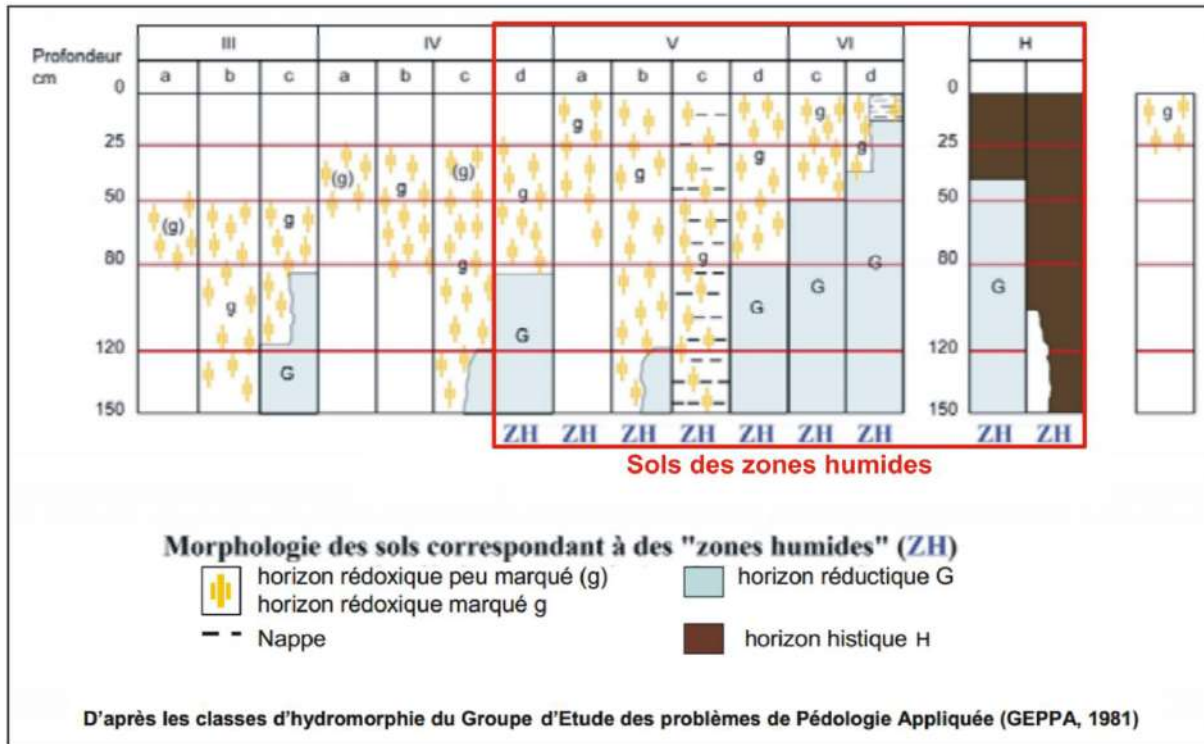 III IV V VI H
Profondeur
cm
a b c a b c d a b c d c d
0 0
25 25
50 50
80 80
120 120
150 150
(g) g g G
(g) g (g) g g G
g g g g G
g G g G
G
g
ZH ZH ZH ZH ZH ZH ZH ZH ZH
Sols des zones humides
Morphologie des sols correspondant à des "zones humides" (ZH)
horizon rédoxique peu marqué (g) horizon réductique G
horizon rédoxique marqué g
Nappe horizon histique H
D'après les classes d'hydromorphie du Groupe d'Etude des problèmes de Pédologie Appliquée (GEPPA, 1981)